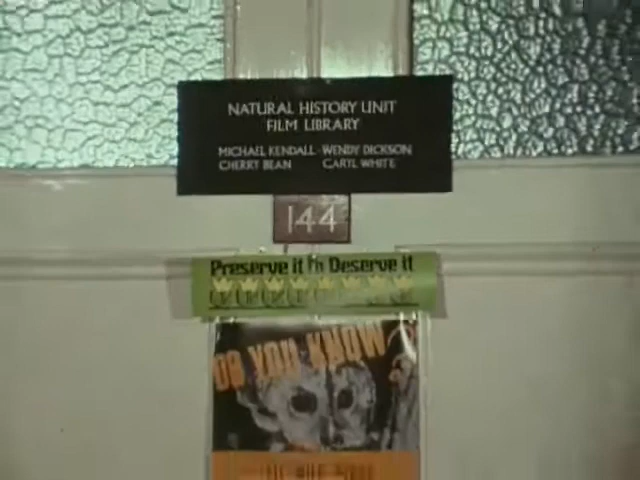 NATURAL HISTORY UNIT
FILM LIBRARY
MICHAEL KENDALL · WENDY DICKSON
CHERRY BEAN CARYL WHITE
144
Preserve it Deserve it
DO YOU KNOW